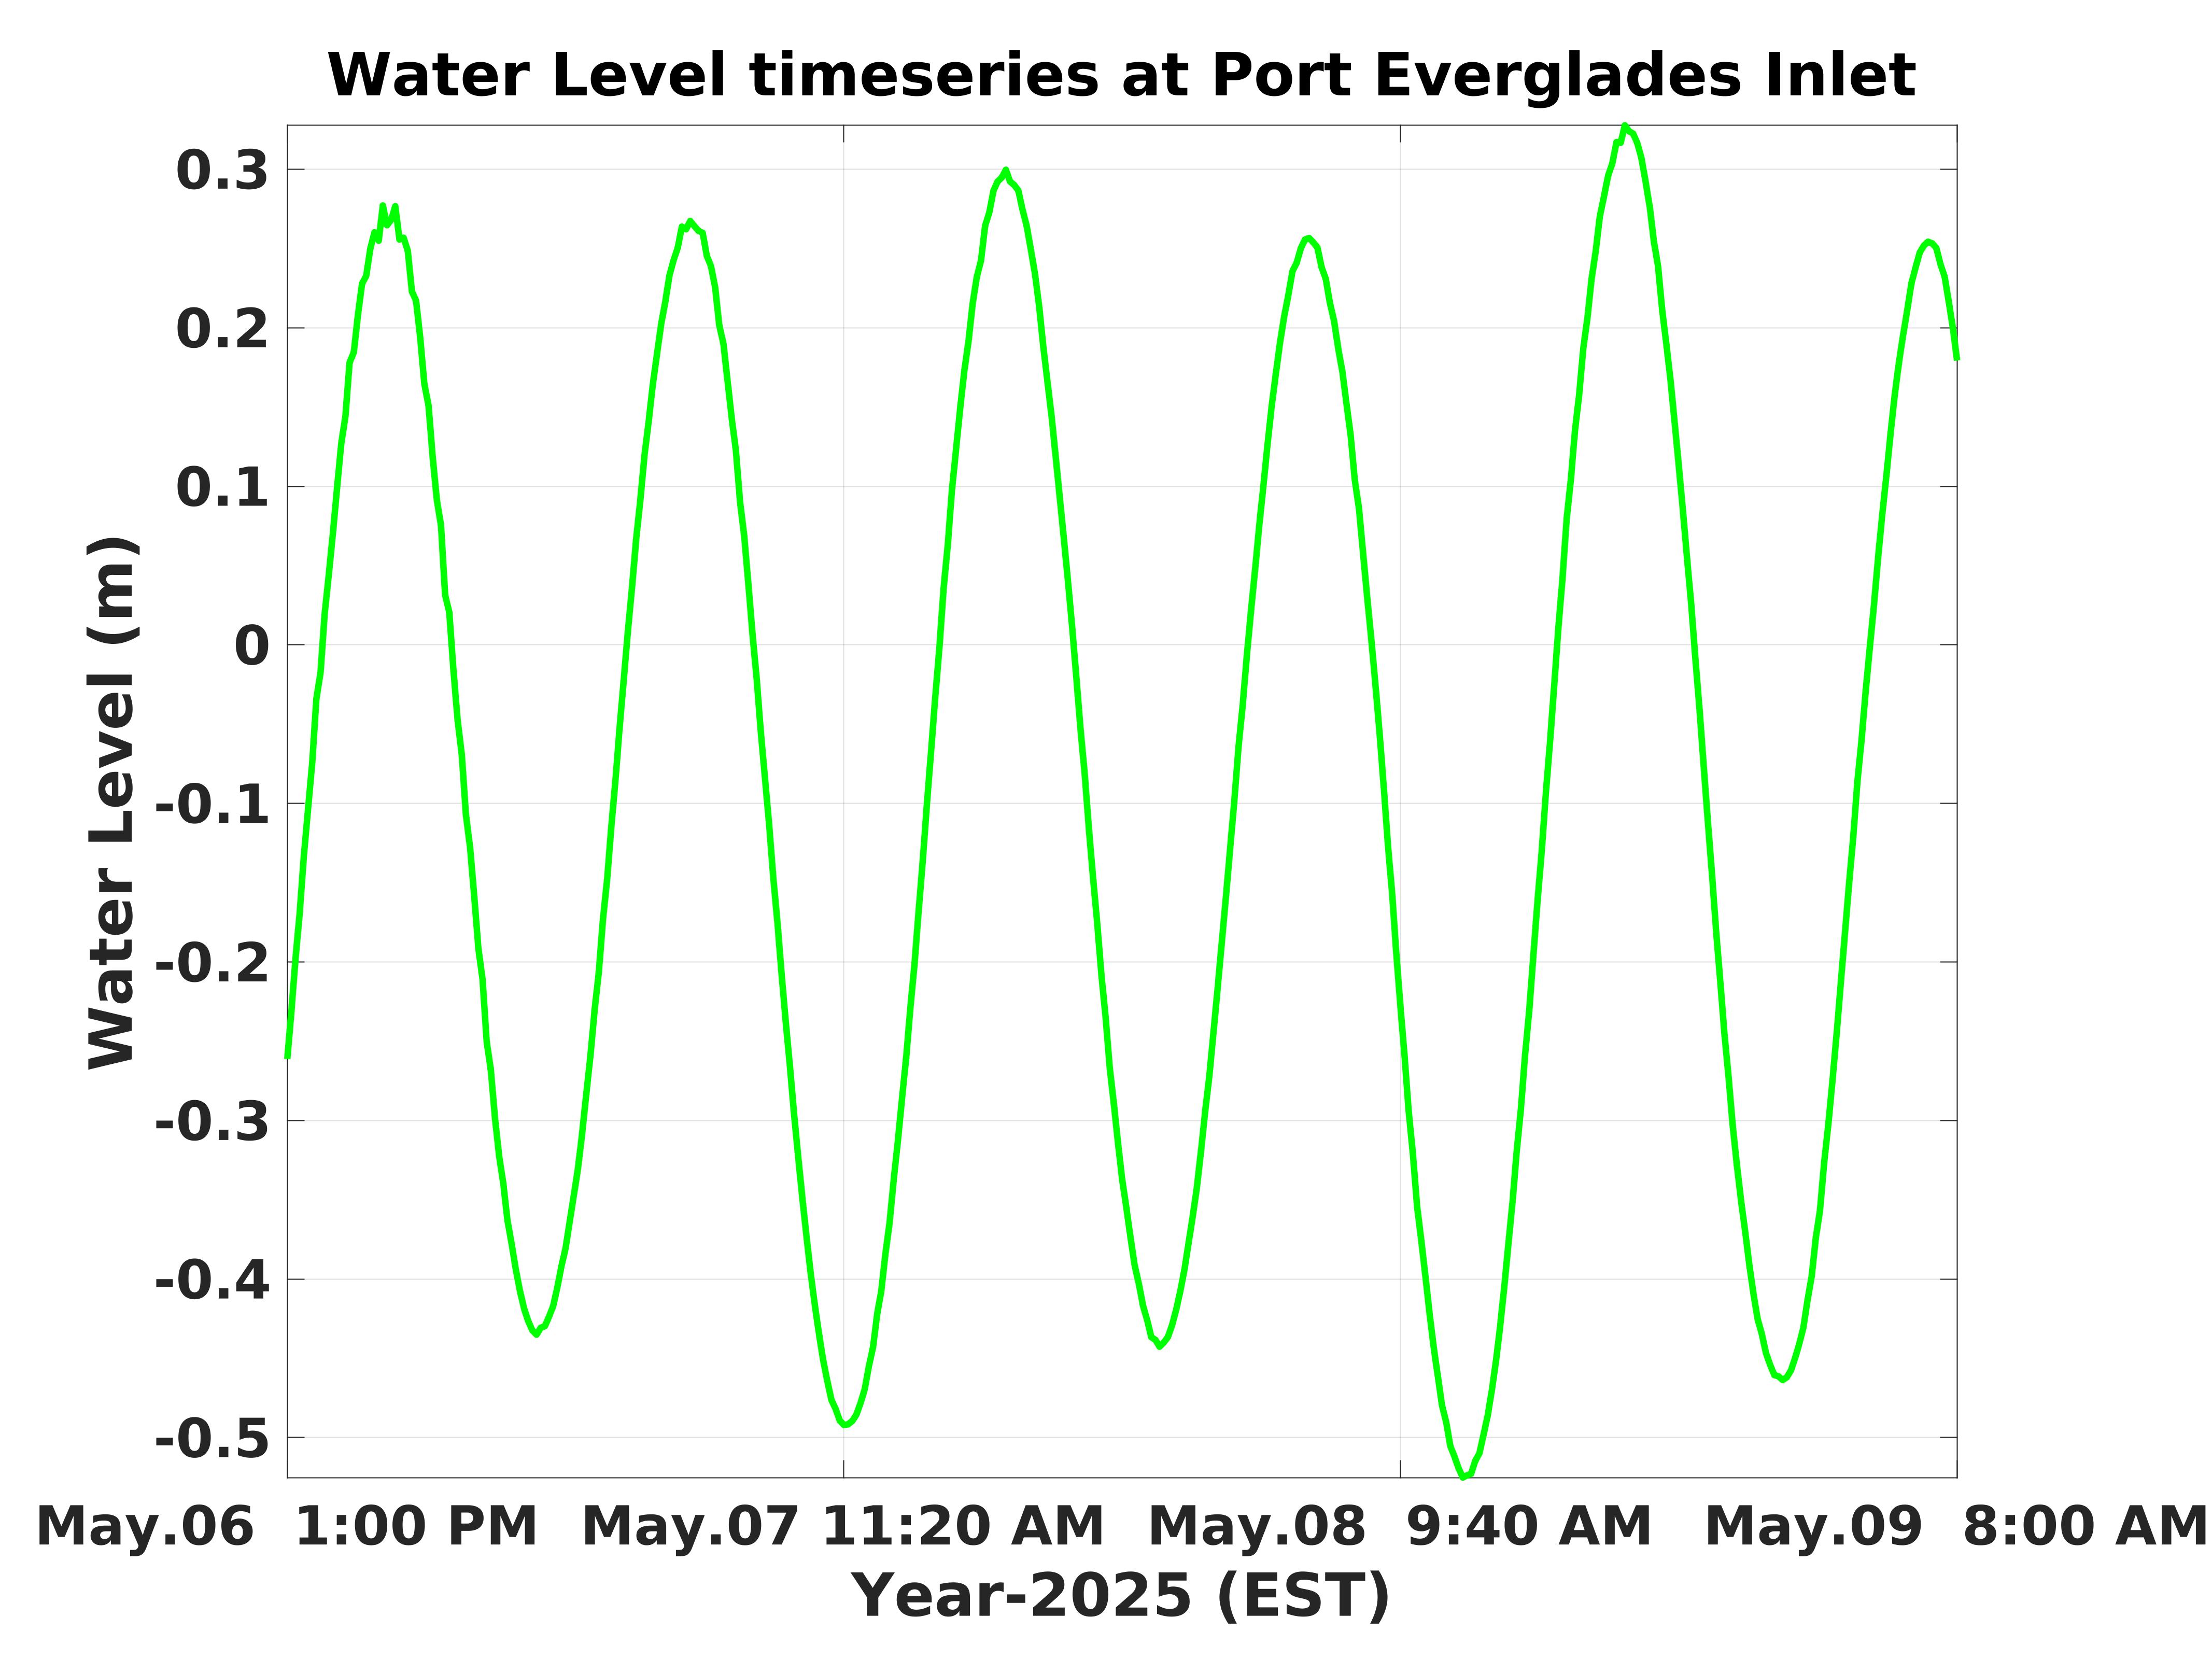 Water Level timeseries at Port Everglades Inlet
0.3
0.2
0.1
0
-0.1
-0.2
-0.3
-0.4
-0.5
Water Level (m)
May.06 1:00 PM May.07 11:20 AM May.08 9:40 AM May.09 8:00 AM
Year-2025 (EST)